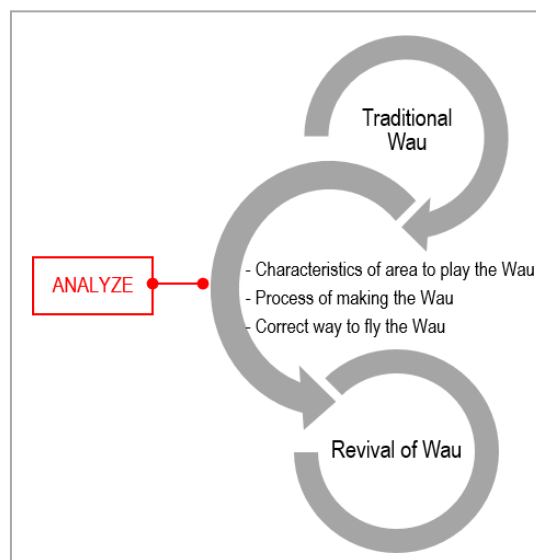 Traditional
Wau
ANALYZE
- Characteristics of area to play the Wau
- Process of making the Wau
- Correct way to fly the Wau
Revival of Wau